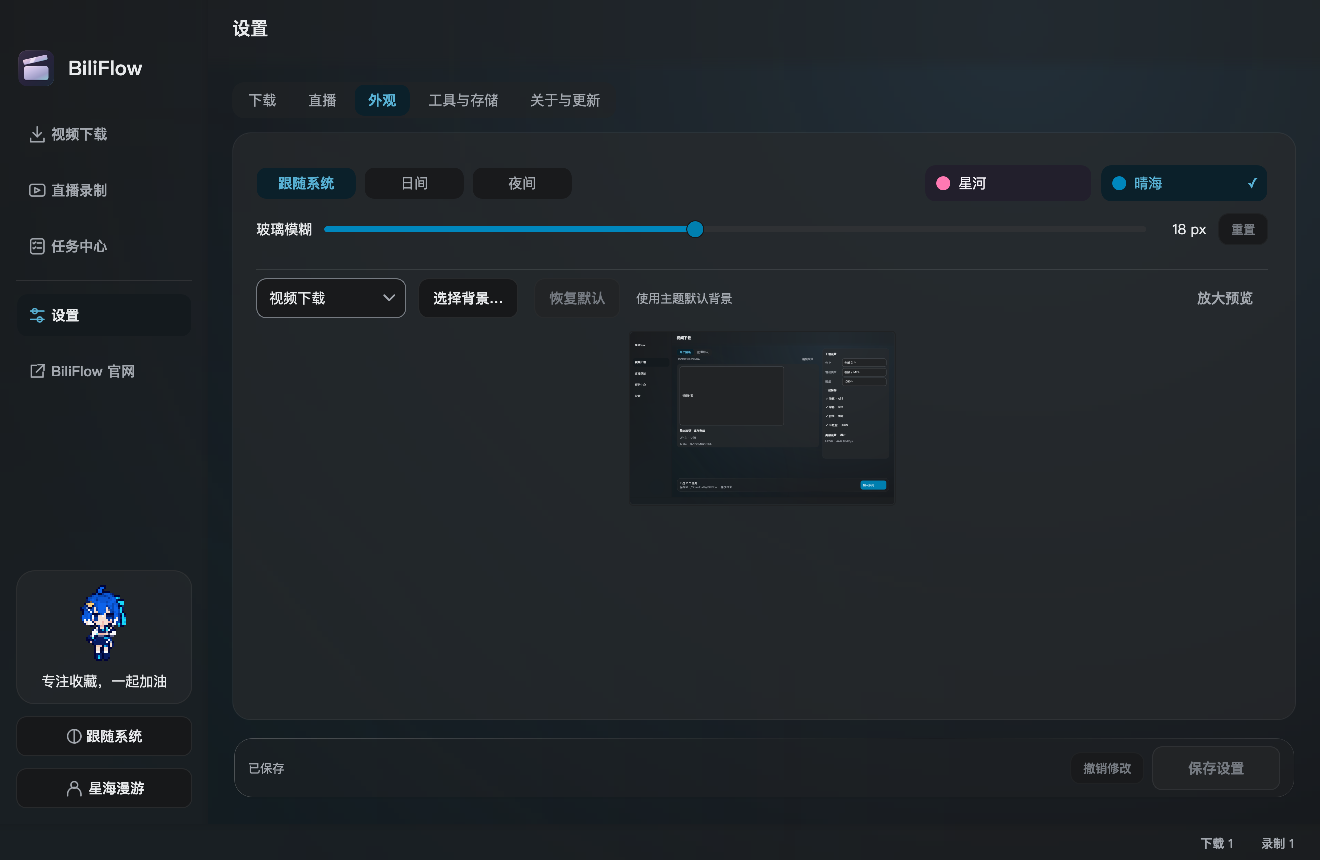 设置
BiliFlow
视频下载
直播录制
任务中心
设置
BiliFlow 官网
专注收藏，一起加油
跟随系统
星海漫游
下载 直播 外观 工具与存储 关于与更新
跟随系统 日间 夜间 星河 晴海
玻璃模糊 18 px 重置
视频下载 选择背景... 恢复默认 使用主题默认背景 放大预览
已保存 撤销修改 保存设置
下载 1 录制 1